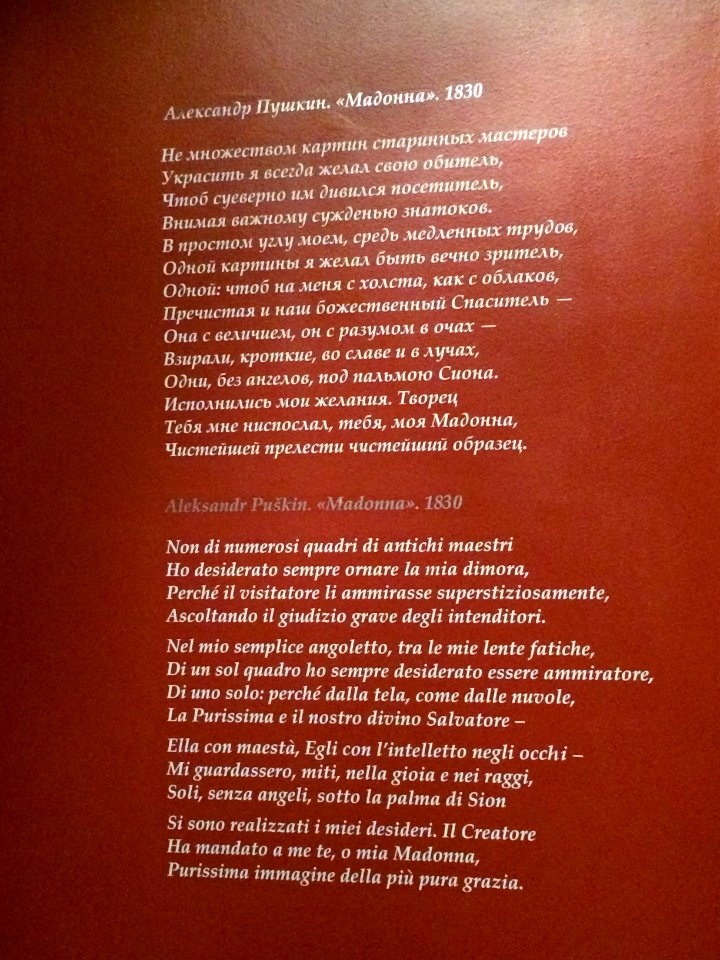 Александр Пушкин. «Мадонна». 1830
Не множеством картин старинных мастеров
Украсить я всегда желал свою обитель,
Чтоб суеверно им дивился посетитель,
Внимая важному сужденью знатоков.
В простом углу моем, средь медленных трудов,
Одной картины я желал быть вечно зритель,
Одной: чтоб на меня с холста, как с облаков,
Пречистая и наш божественный Спаситель —
Она с величием, он с разумом в очах —
Взирали, кроткие, во славе и в лучах,
Одни, без ангелов, под пальмою Сиона.
Исполнились мои желания. Творец
Тебя мне ниспослал, тебя, моя Мадонна,
Чистейшей прелести чистейший образец.
Aleksandr Puškin. «Madonna». 1830
Non di numerosi quadri di antichi maestri
Ho desiderato sempre ornare la mia dimora,
Perché il visitatore li ammirasse superstiziosamente,
Ascoltando il giudizio grave degli intenditori.
Nel mio semplice angoletto, tra le mie lente fatiche,
Di un sol quadro ho sempre desiderato essere ammiratore,
Di uno solo: perché dalla tela, come dalle nuvole,
La Purissima e il nostro divino Salvatore –
Ella con maestà, Egli con l'intelletto negli occhi –
Mi guardassero, miti, nella gioia e nei raggi,
Soli, senza angeli, sotto la palma di Sion
Si sono realizzati i miei desideri. Il Creatore
Ha mandato a me te, o mia Madonna,
Purissima immagine della più pura grazia.